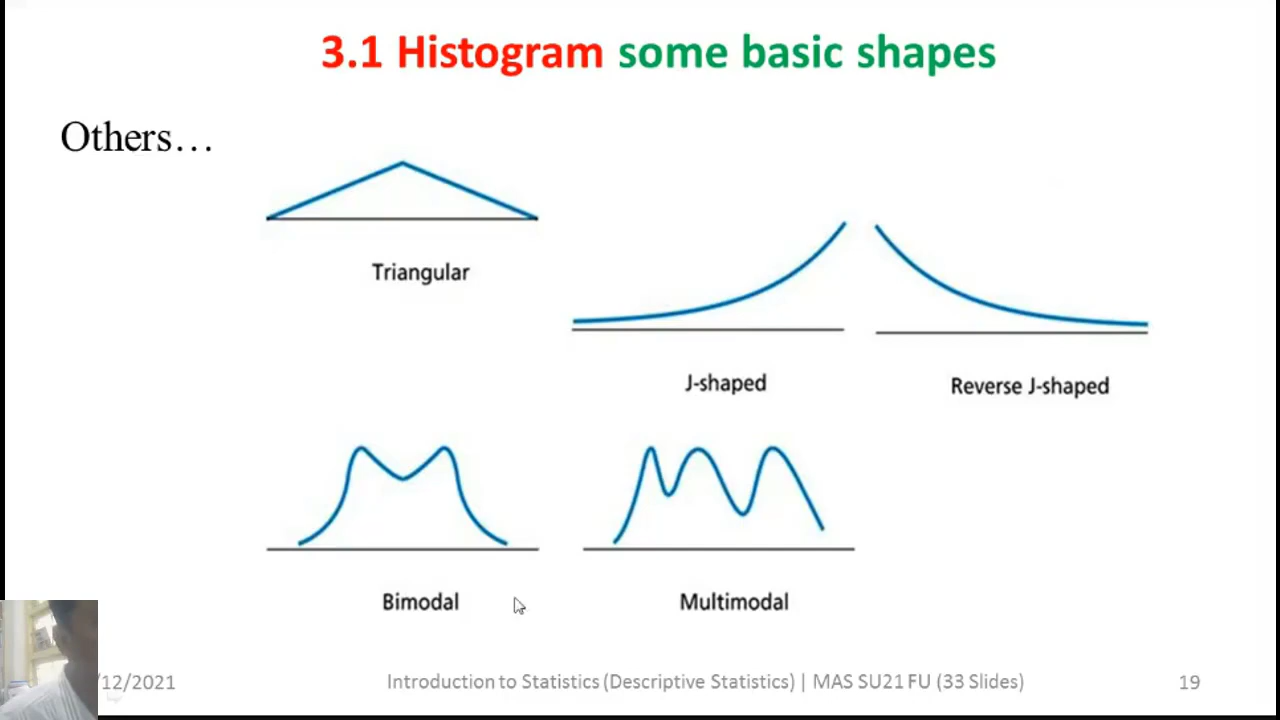 3.1 Histogram some basic shapes
Others…
Triangular
J-shaped
Reverse J-shaped
Bimodal
Multimodal
/12/2021
Introduction to Statistics (Descriptive Statistics) | MAS SU21 FU (33 Slides)
19